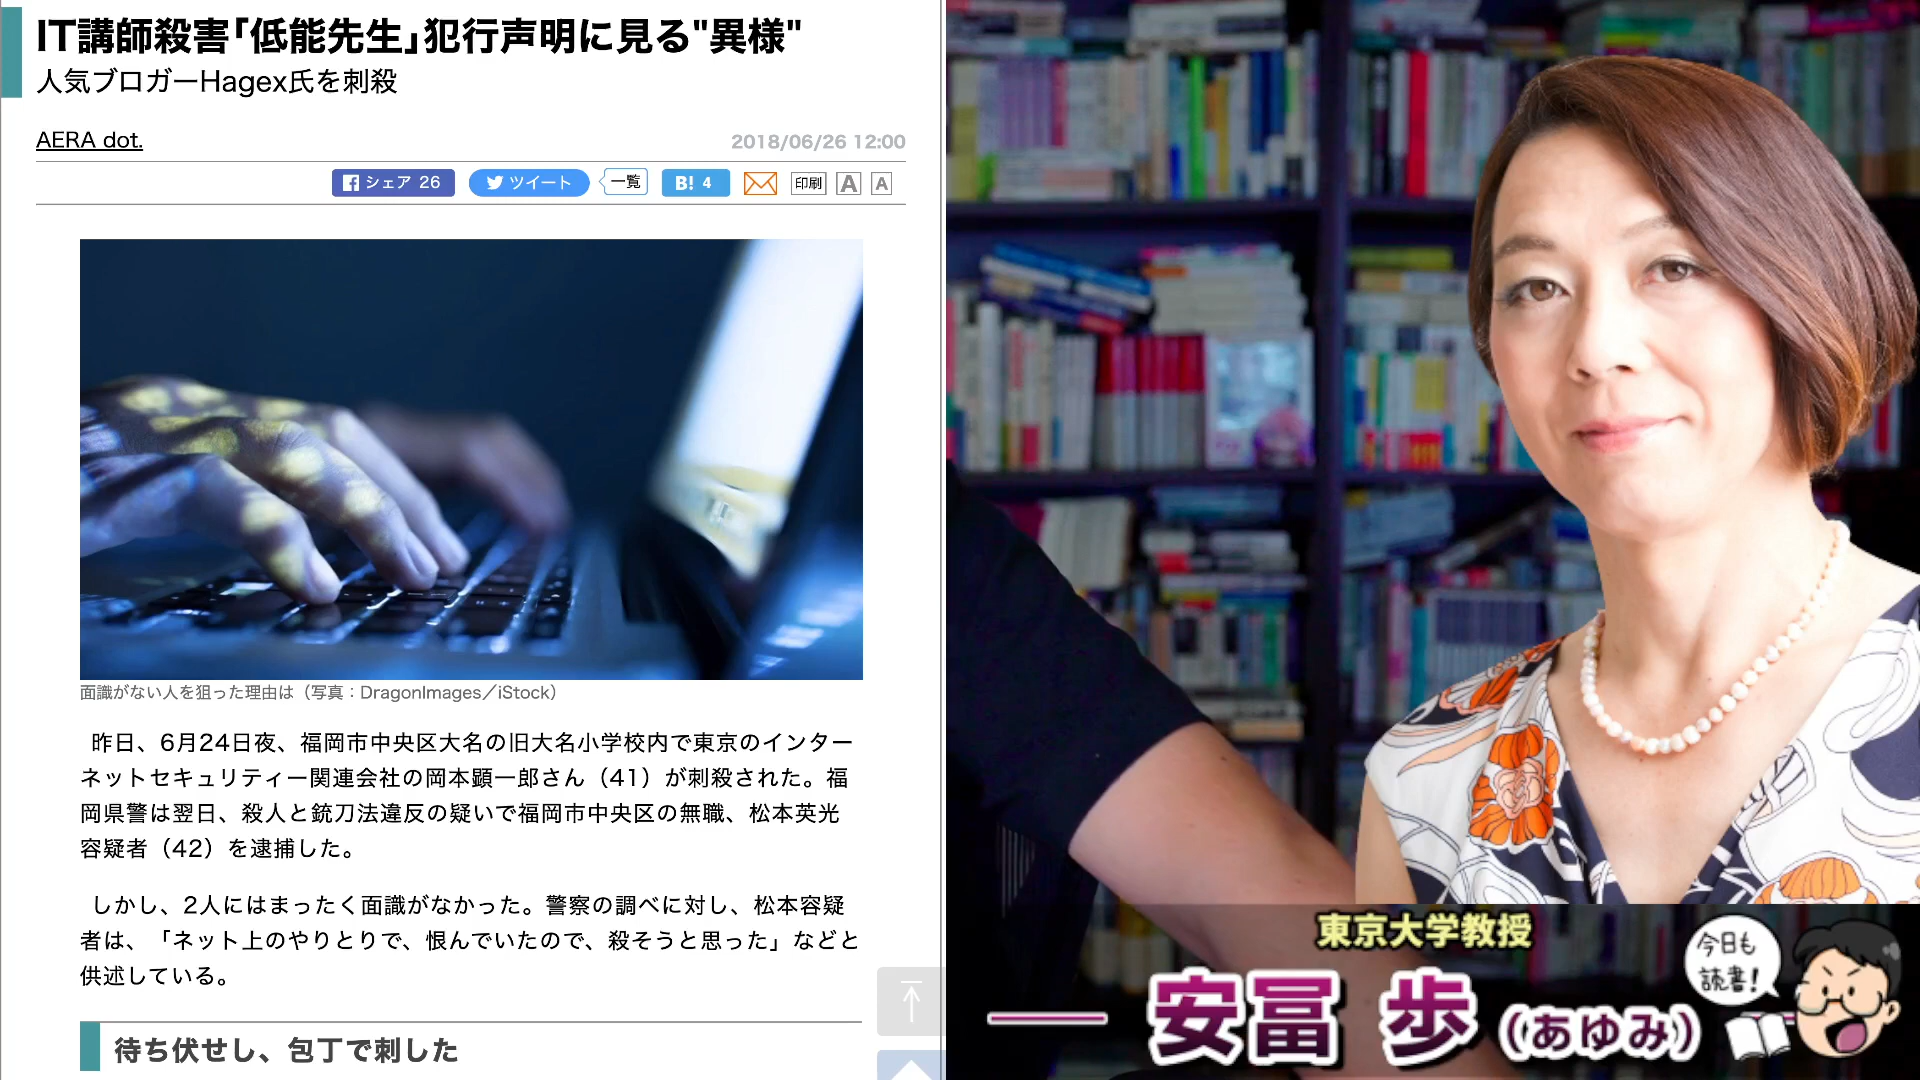 IT講師殺害「低能先生」犯行声明に見る"異様"
人気ブロガーHagex氏を刺殺
AERA dot.
2018/06/26 12:00
シェア 26
ツイート
一覧
B! 4
印刷
A
A
面識がない人を狙った理由は（写真：DragonImages／iStock）
昨日、6月24日夜、福岡市中央区大名の旧大名小学校内で東京のインター
ネットセキュリティー関連会社の岡本顕一郎さん（41）が刺殺された。福
岡県警は翌日、殺人と銃刀法違反の疑いで福岡市中央区の無職、松本英光
容疑者（42）を逮捕した。
しかし、2人にはまったく面識がなかった。警察の調べに対し、松本容疑
者は、「ネット上のやりとりで、恨んでいたので、殺そうと思った」などと
供述している。
待ち伏せし、包丁で刺した
東京大学教授
安冨 歩（あゆみ）
今日も
読書！